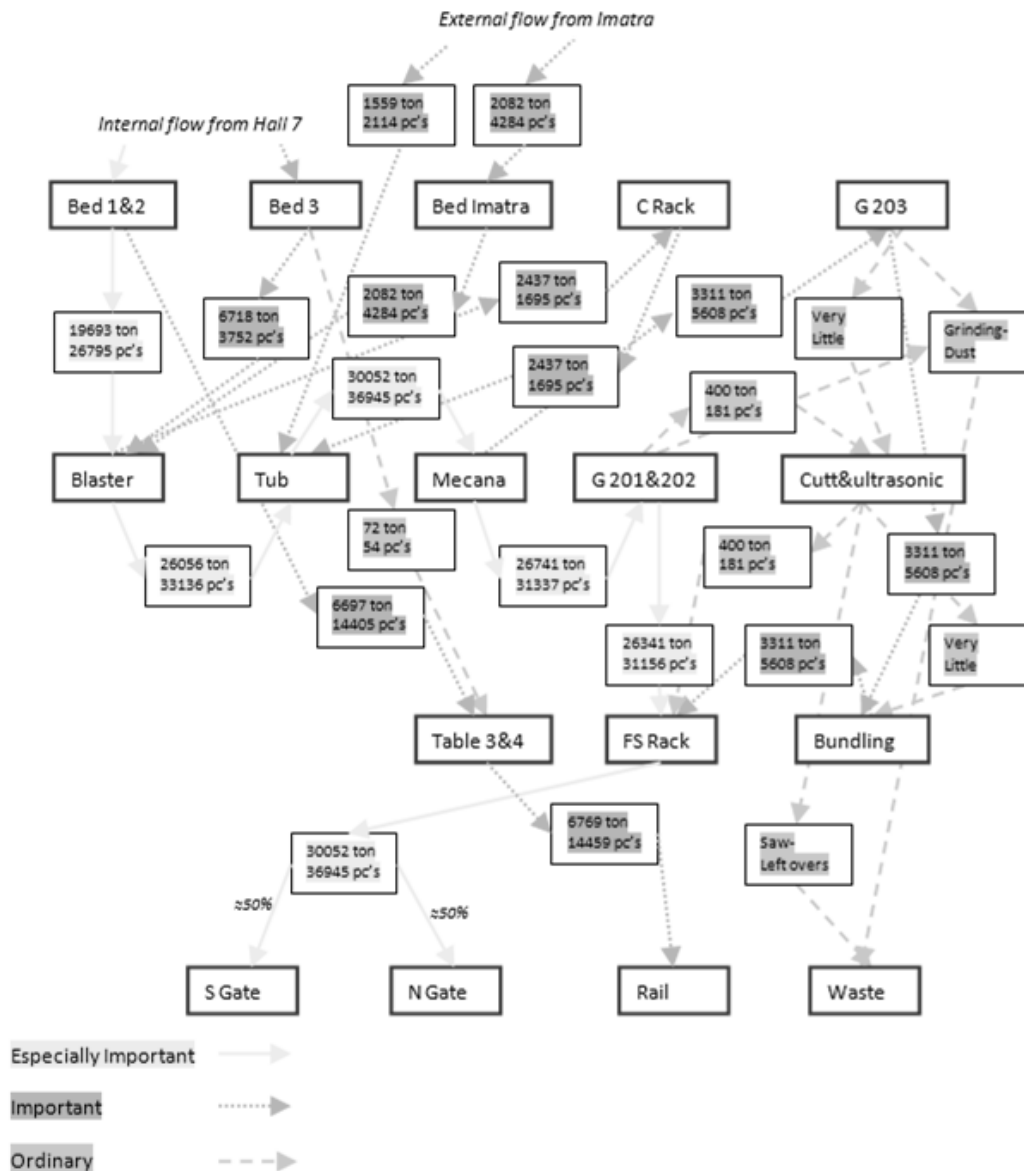 External flow from Imatra
1559 ton
2114 pc's
2082 ton
4284 pc's
Internal flow from Hall 7
Bed 1&2
Bed 3
Bed Imatra
C Rack
G 203
2082 ton
4284 pc's
2437 ton
1695 pc's
3311 ton
5608 pc's
6718 ton
3752 pc's
Very
Little
19693 ton
26795 pc's
Grinding-
Dust
2437 ton
1695 pc's
30052 ton
36945 pc's
400 ton
181 pc's
Blaster
Tub
Mecana
G 201&202
Cutt&ultrasonic
72 ton
54 pc's
400 ton
181 pc's
3311 ton
5608 pc's
26056 ton
33136 pc's
26741 ton
31337 pc's
6697 ton
14405 pc's
26341 ton
31156 pc's
3311 ton
5608 pc's
Very
Little
Table 3&4
FS Rack
Bundling
6769 ton
14459 pc's
Saw-
Left overs
30052 ton
36945 pc's
≈50%
≈50%
S Gate
N Gate
Rail
Waste
Especially Important
Important
Ordinary